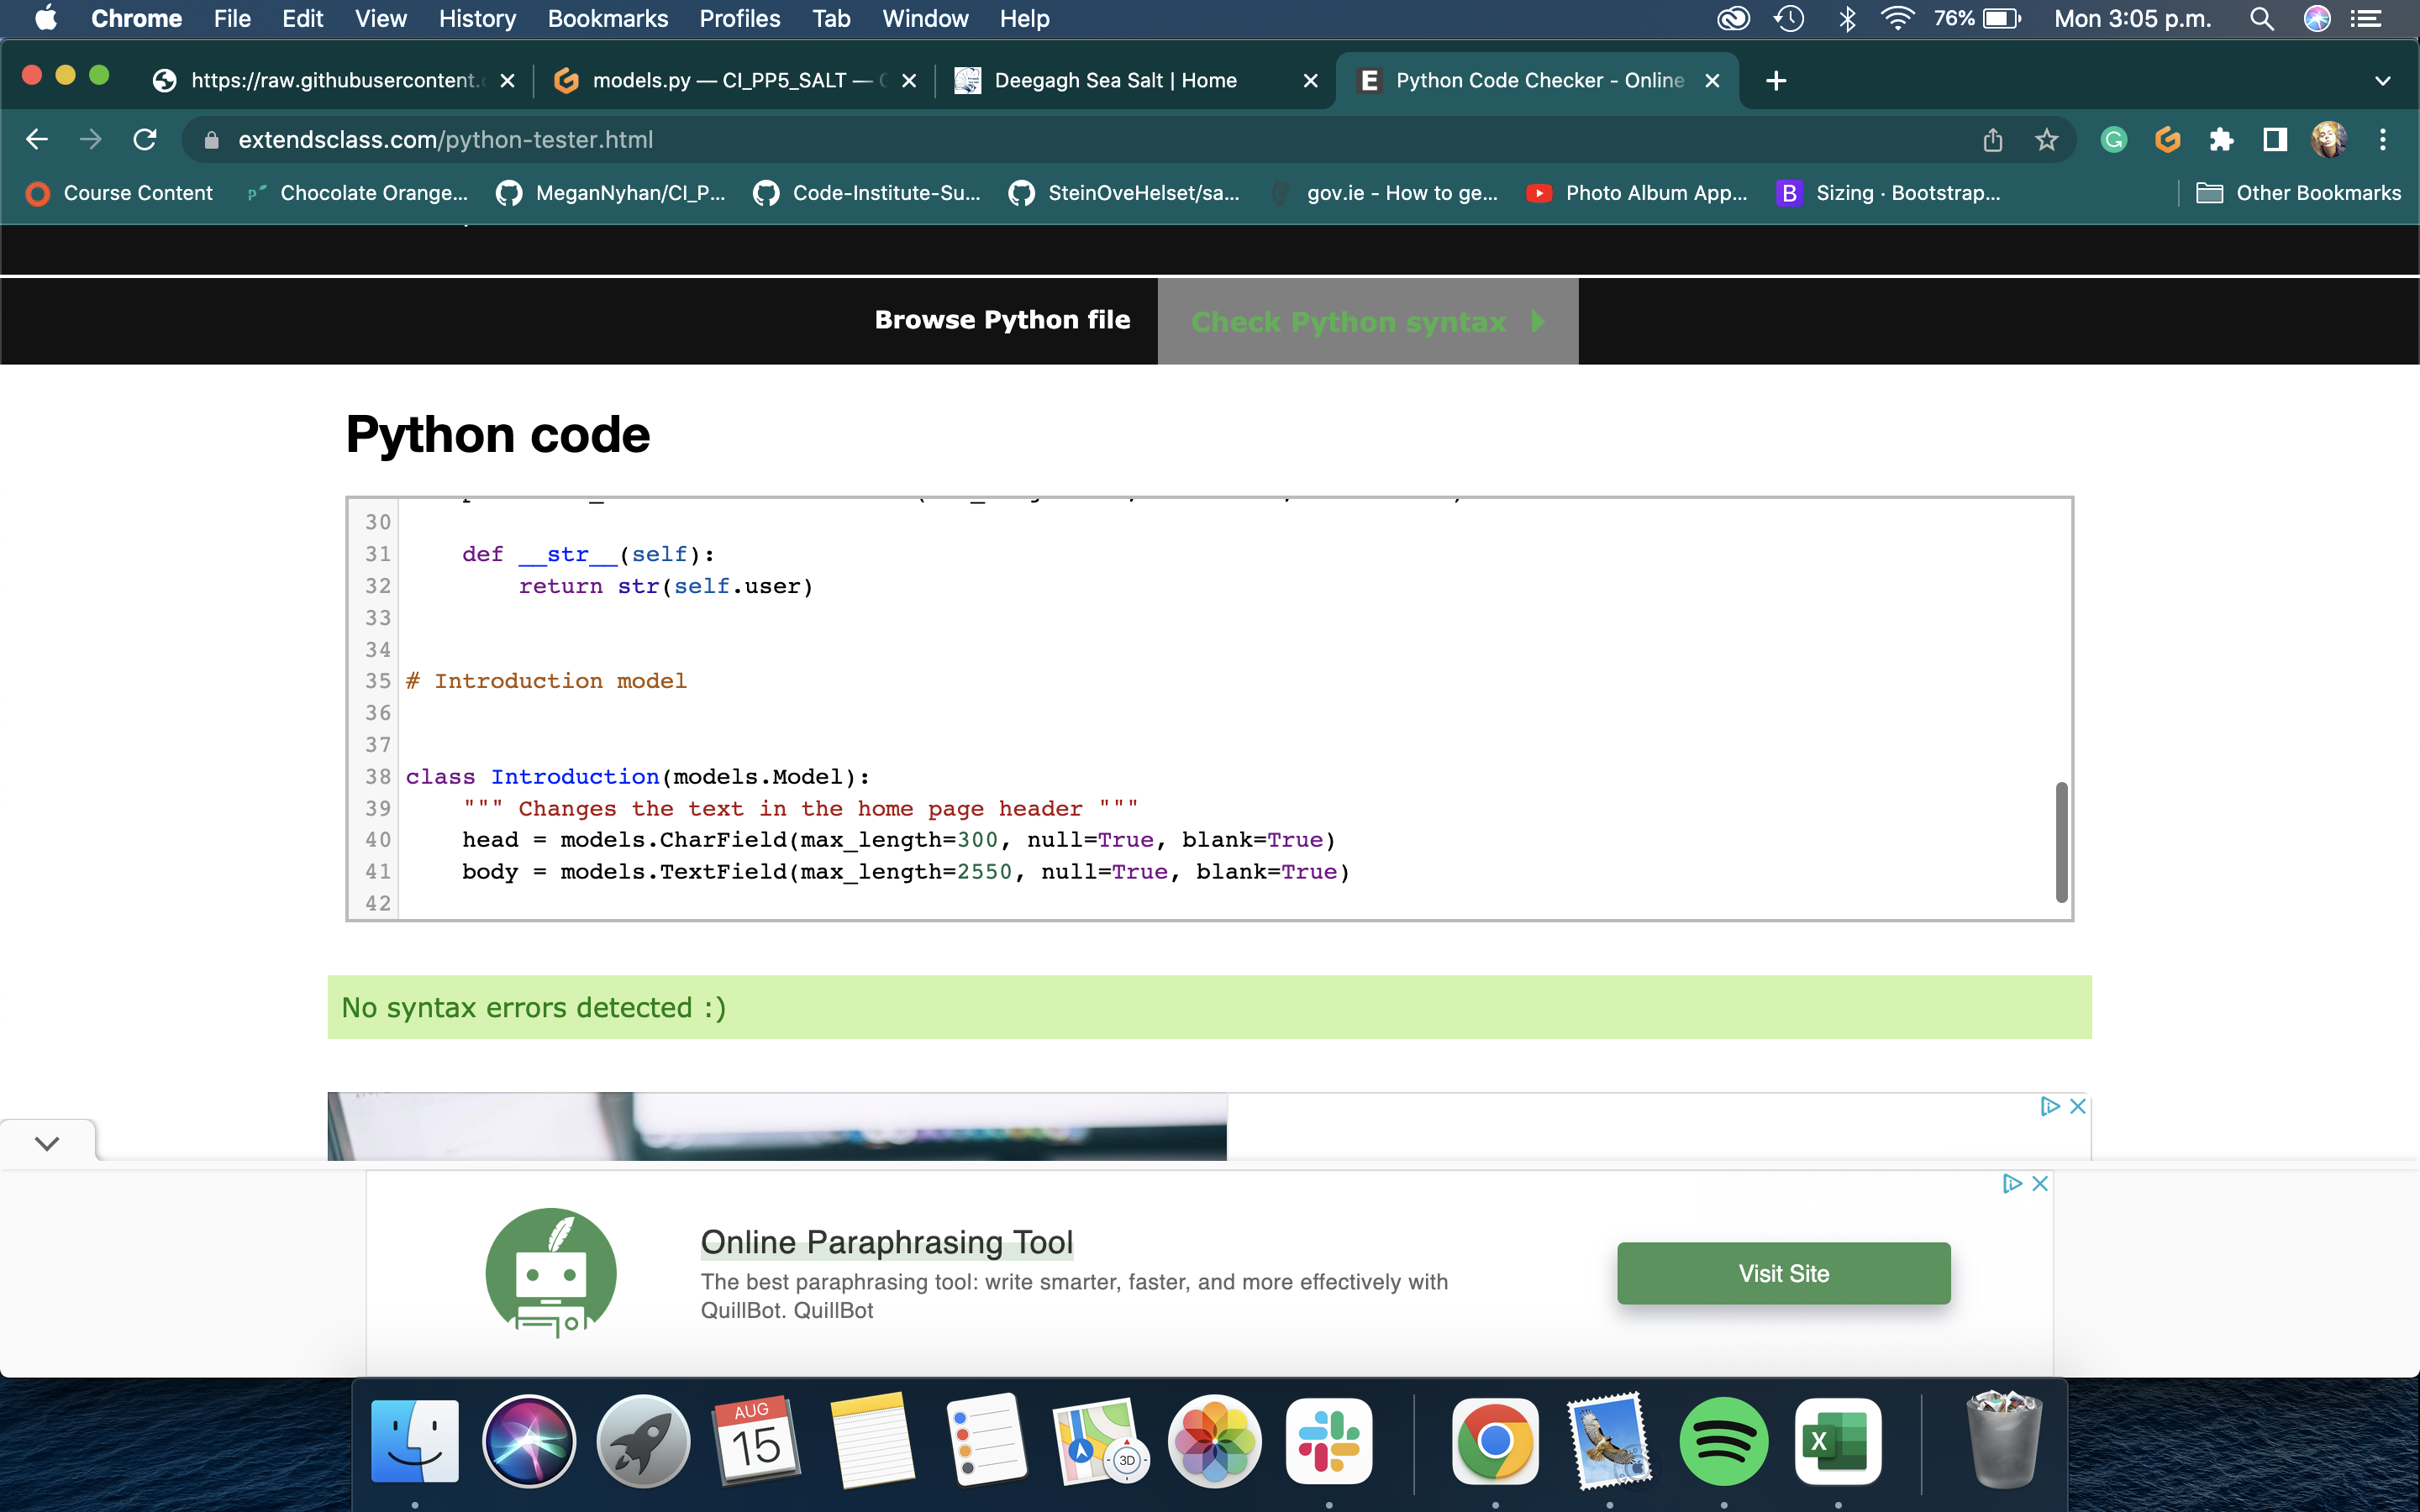 Chrome File Edit View History Bookmarks Profiles Tab Window Help 76% Mon 3:05 p.m.
https://raw.githubusercontent. models.py — CI_PP5_SALT — Deegagh Sea Salt | Home Python Code Checker - Online
extendsclass.com/python-tester.html
Course Content Chocolate Orange... MeganNyhan/CI_P... Code-Institute-Su... SteinOveHelset/sa... gov.ie - How to ge... Photo Album App... Sizing · Bootstrap... Other Bookmarks
Browse Python file Check Python syntax
Python code
30
31 def __str__(self):
32 return str(self.user)
33
34
35 # Introduction model
36
37
38 class Introduction(models.Model):
39 """ Changes the text in the home page header """
40 head = models.CharField(max_length=300, null=True, blank=True)
41 body = models.TextField(max_length=2550, null=True, blank=True)
42
No syntax errors detected :)
Online Paraphrasing Tool
The best paraphrasing tool: write smarter, faster, and more effectively with
QuillBot. QuillBot
Visit Site
AUG
15
3D
X